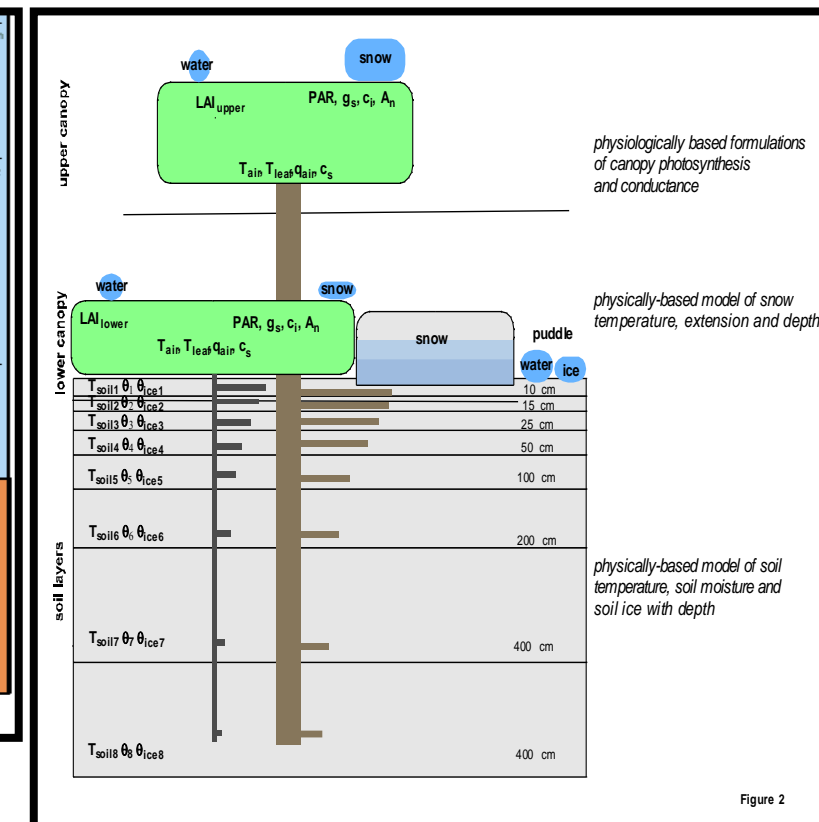 upper canopy
water
snow
LAIupper
PAR, gs, ci, An
Tair, Tleaf, qair, cs
physiologically based formulations
of canopy photosynthesis
and conductance
lower canopy
water
snow
LAIlower
PAR, gs, ci, An
Tair, Tleaf, qair, cs
snow
puddle
water
ice
physically-based model of snow
temperature, extension and depth
soil layers
Tsoil1 θ1 θice1
10 cm
Tsoil2 θ2 θice2
15 cm
Tsoil3 θ3 θice3
25 cm
Tsoil4 θ4 θice4
50 cm
Tsoil5 θ5 θice5
100 cm
Tsoil6 θ6 θice6
200 cm
physically-based model of soil
temperature, soil moisture and
soil ice with depth
Tsoil7 θ7 θice7
400 cm
Tsoil8 θ8 θice8
400 cm
Figure 2